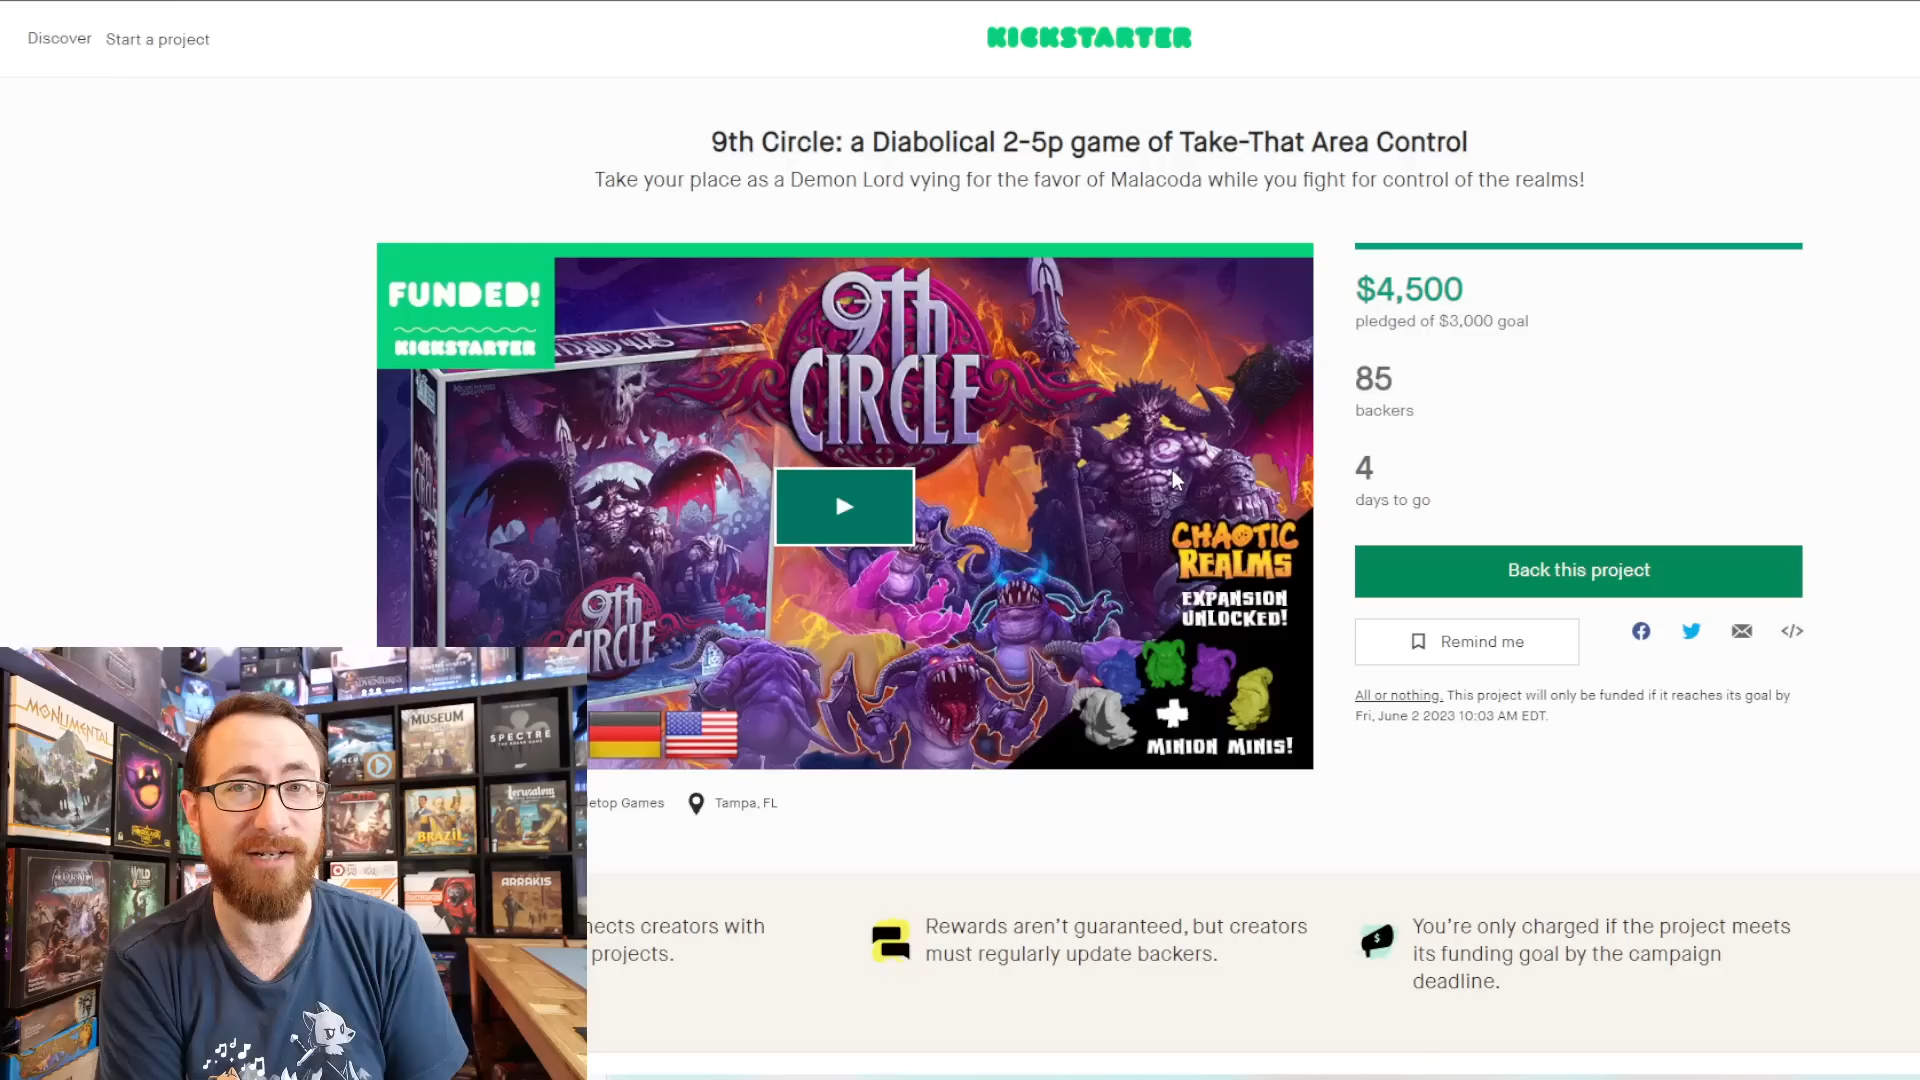 Discover Start a project
KICKSTARTER
9th Circle: a Diabolical 2-5p game of Take-That Area Control
Take your place as a Demon Lord vying for the favor of Malacoda while you fight for control of the realms!
FUNDED!
KICKSTARTER
9th
CIRCLE
9th
CIRCLE
CHAOTIC
REALMS
EXPANSION
UNLOCKED!
+
MINION MINIS!
$4,500
pledged of $3,000 goal
85
backers
4
days to go
Back this project
Remind me
</>
All or nothing. This project will only be funded if it reaches its goal by
Fri, June 2 2023 10:03 AM EDT.
etop Games Tampa, FL
nects creators with
projects.
Rewards aren't guaranteed, but creators
must regularly update backers.
You're only charged if the project meets
its funding goal by the campaign
deadline.
MONUMENTAL
MUSEUM
SPECTRE
BRAZIL
Jerusalem
ARRAKIS